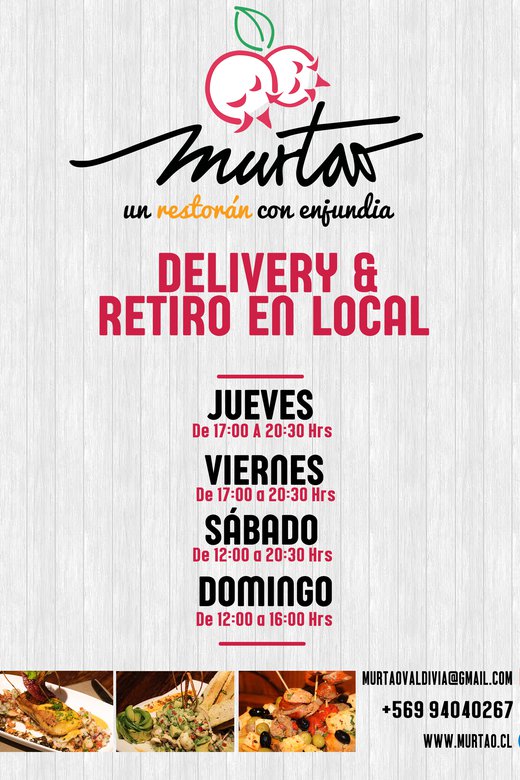 murtao
un restorán con enjundia
DELIVERY &
RETIRO EN LOCAL
JUEVES
De 17:00 A 20:30 Hrs
VIERNES
De 17:00 a 20:30 Hrs
SÁBADO
De 12:00 a 20:30 Hrs
DOMINGO
De 12:00 a 16:00 Hrs
MURTAOVALDIVIA@GMAIL.COM
+569 94040267
WWW.MURTAO.CL